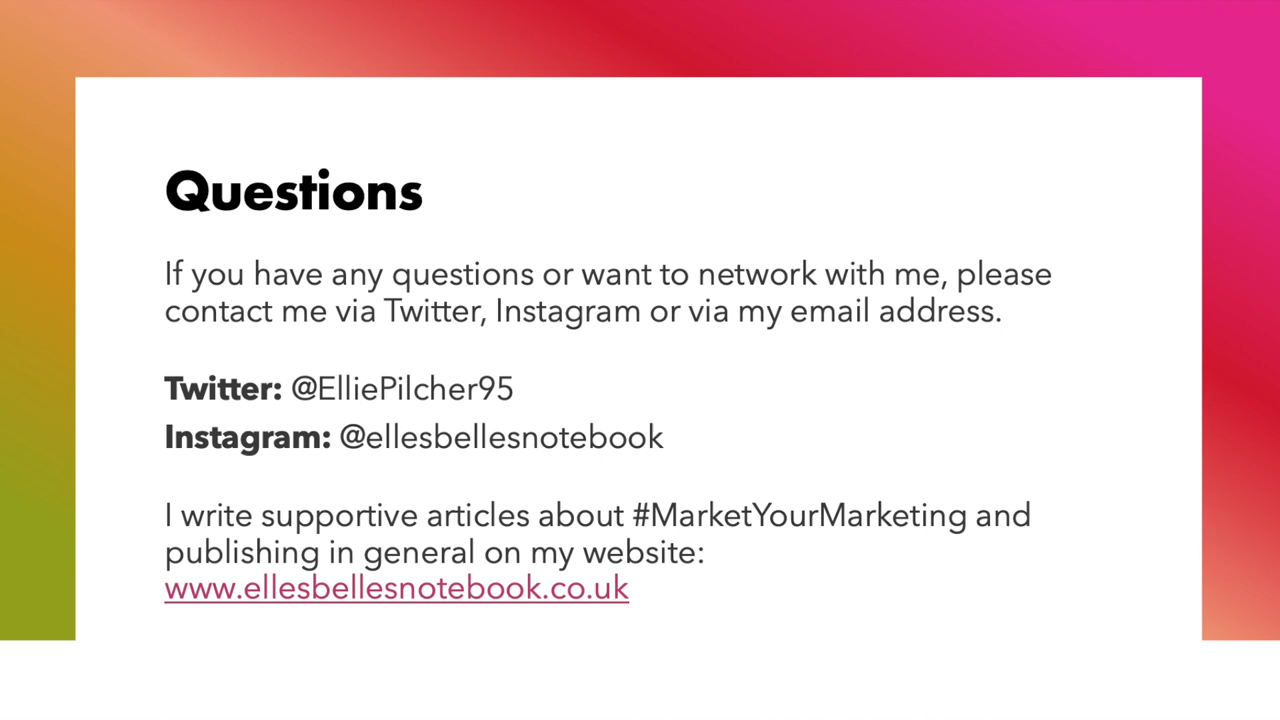 Questions
If you have any questions or want to network with me, please
contact me via Twitter, Instagram or via my email address.
Twitter: @ElliePilcher95
Instagram: @ellesbellesnotebook
I write supportive articles about #MarketYourMarketing and
publishing in general on my website:
www.ellesbellesnotebook.co.uk